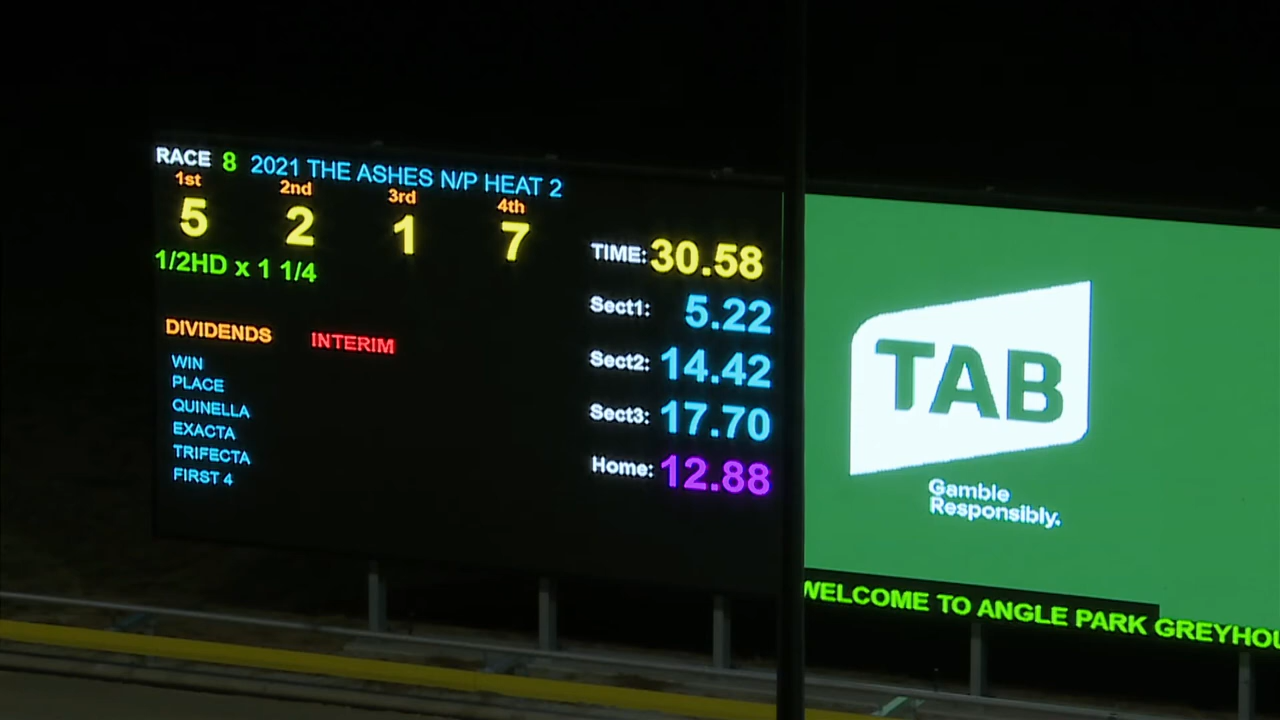 RACE 8 2021 THE ASHES N/P HEAT 2
1st 2nd 3rd 4th
5 2 1 7
1/2HD x 1 1/4
TIME: 30.58
Sect1: 5.22
Sect2: 14.42
Sect3: 17.70
Home: 12.88
DIVIDENDS INTERIM
WIN
PLACE
QUINELLA
EXACTA
TRIFECTA
FIRST 4
TAB
Gamble
Responsibly.
WELCOME TO ANGLE PARK GREYHOU